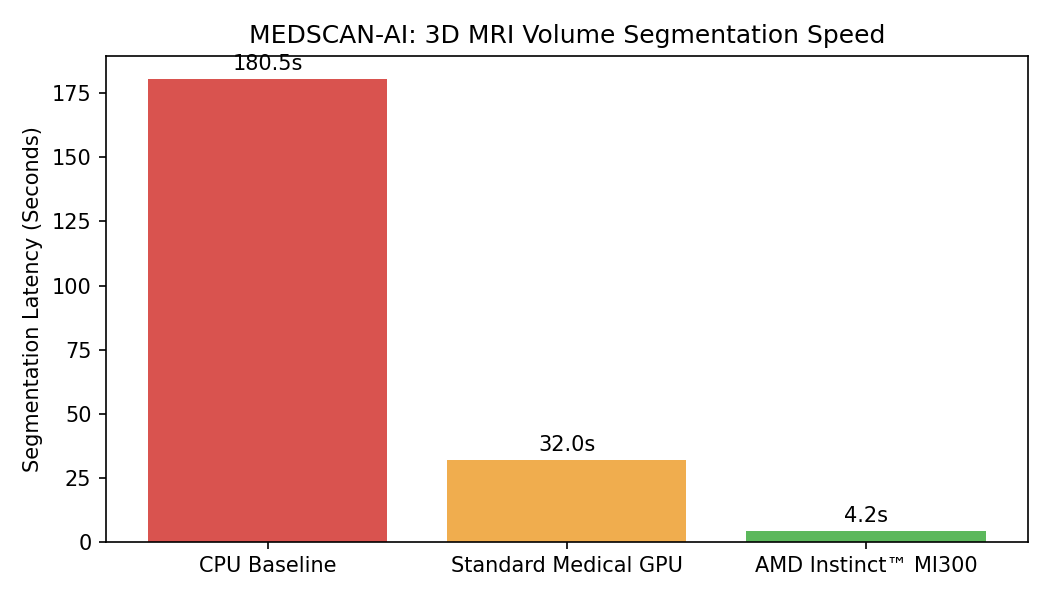 MEDSCAN-AI: 3D MRI Volume Segmentation Speed
Segmentation Latency (Seconds)
175
150
125
100
75
50
25
0
180.5s
32.0s
4.2s
CPU Baseline
Standard Medical GPU
AMD Instinct™ MI300